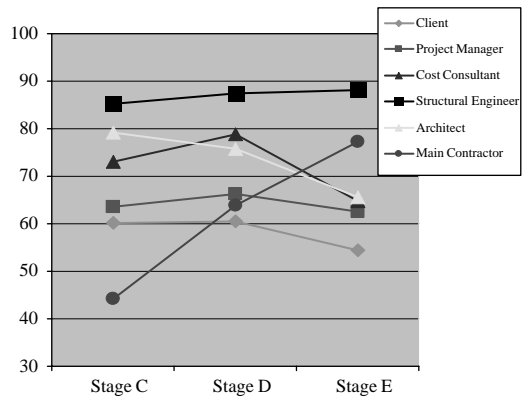 100
90
80
70
60
50
40
30
Stage C
Stage D
Stage E
Client
Project Manager
Cost Consultant
Structural Engineer
Architect
Main Contractor